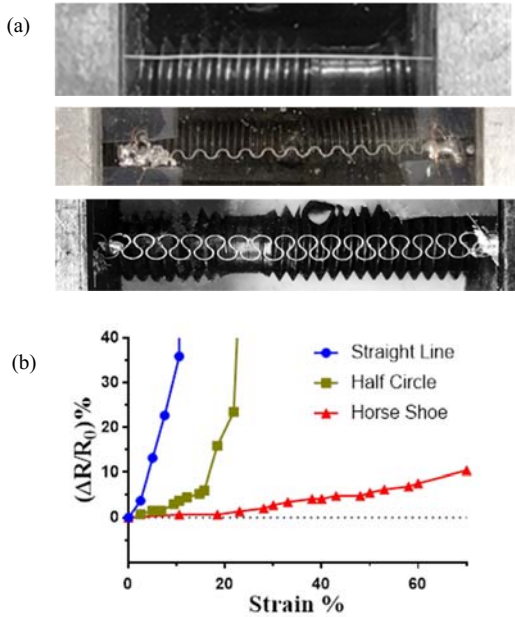 (a)
(b)
(ΔR/R₀)%
40
30
20
10
0
Straight Line
Half Circle
Horse Shoe
0
20
40
60
Strain %